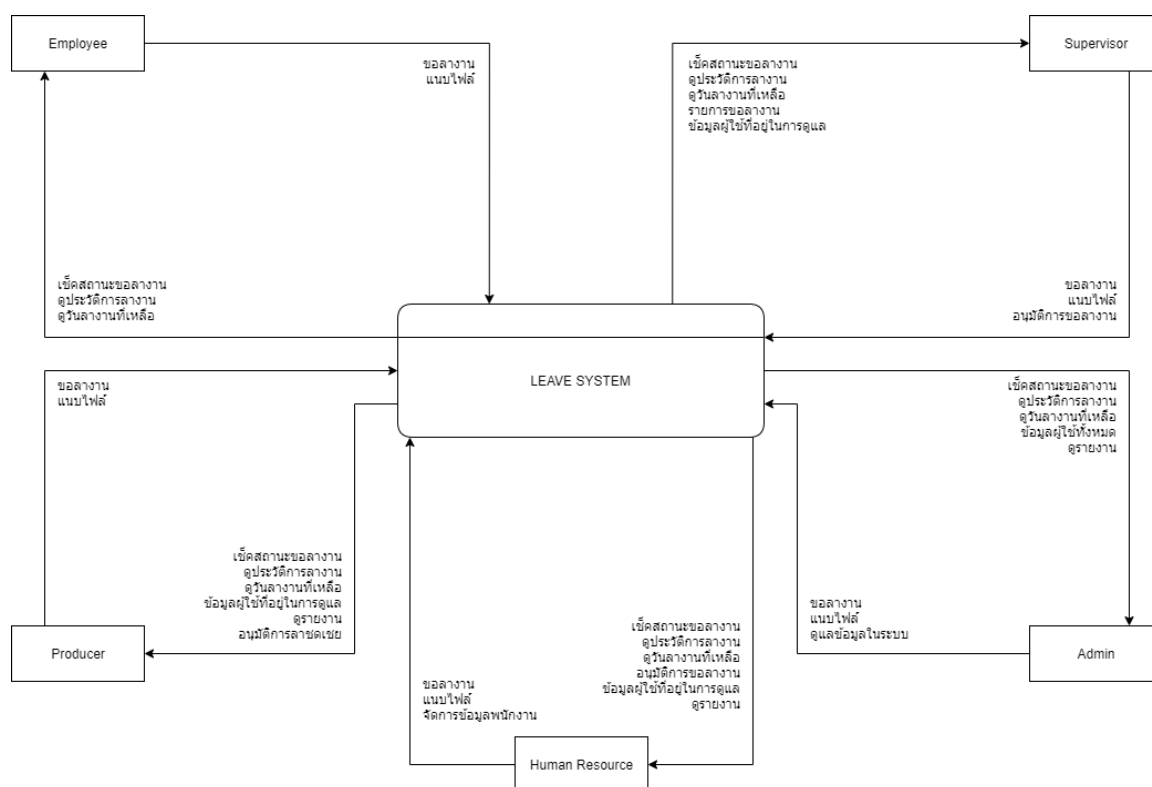 Employee
ขอลางาน
แนบไฟล์
เช็คสถานะขอลางาน
ดูประวัติการลางาน
ดูวันลางานที่เหลือ
รายการขอลางาน
ข้อมูลผู้ใช้ที่อยู่ในการดูแล
Supervisor
เช็คสถานะขอลางาน
ดูประวัติการลางาน
ดูวันลางานที่เหลือ
ขอลางาน
แนบไฟล์
อนุมัติการขอลางาน
LEAVE SYSTEM
ขอลางาน
แนบไฟล์
เช็คสถานะขอลางาน
ดูประวัติการลางาน
ดูวันลางานที่เหลือ
ข้อมูลผู้ใช้ทั้งหมด
ดูรายงาน
เช็คสถานะขอลางาน
ดูประวัติการลางาน
ดูวันลางานที่เหลือ
ข้อมูลผู้ใช้ที่อยู่ในการดูแล
ดูรายงาน
อนุมัติการลาชดเชย
Producer
ขอลางาน
แนบไฟล์
จัดการข้อมูลพนักงาน
เช็คสถานะขอลางาน
ดูประวัติการลางาน
ดูวันลางานที่เหลือ
อนุมัติการขอลางาน
ข้อมูลผู้ใช้ที่อยู่ในการดูแล
ดูรายงาน
ขอลางาน
แนบไฟล์
ดูแลข้อมูลในระบบ
Admin
Human Resource